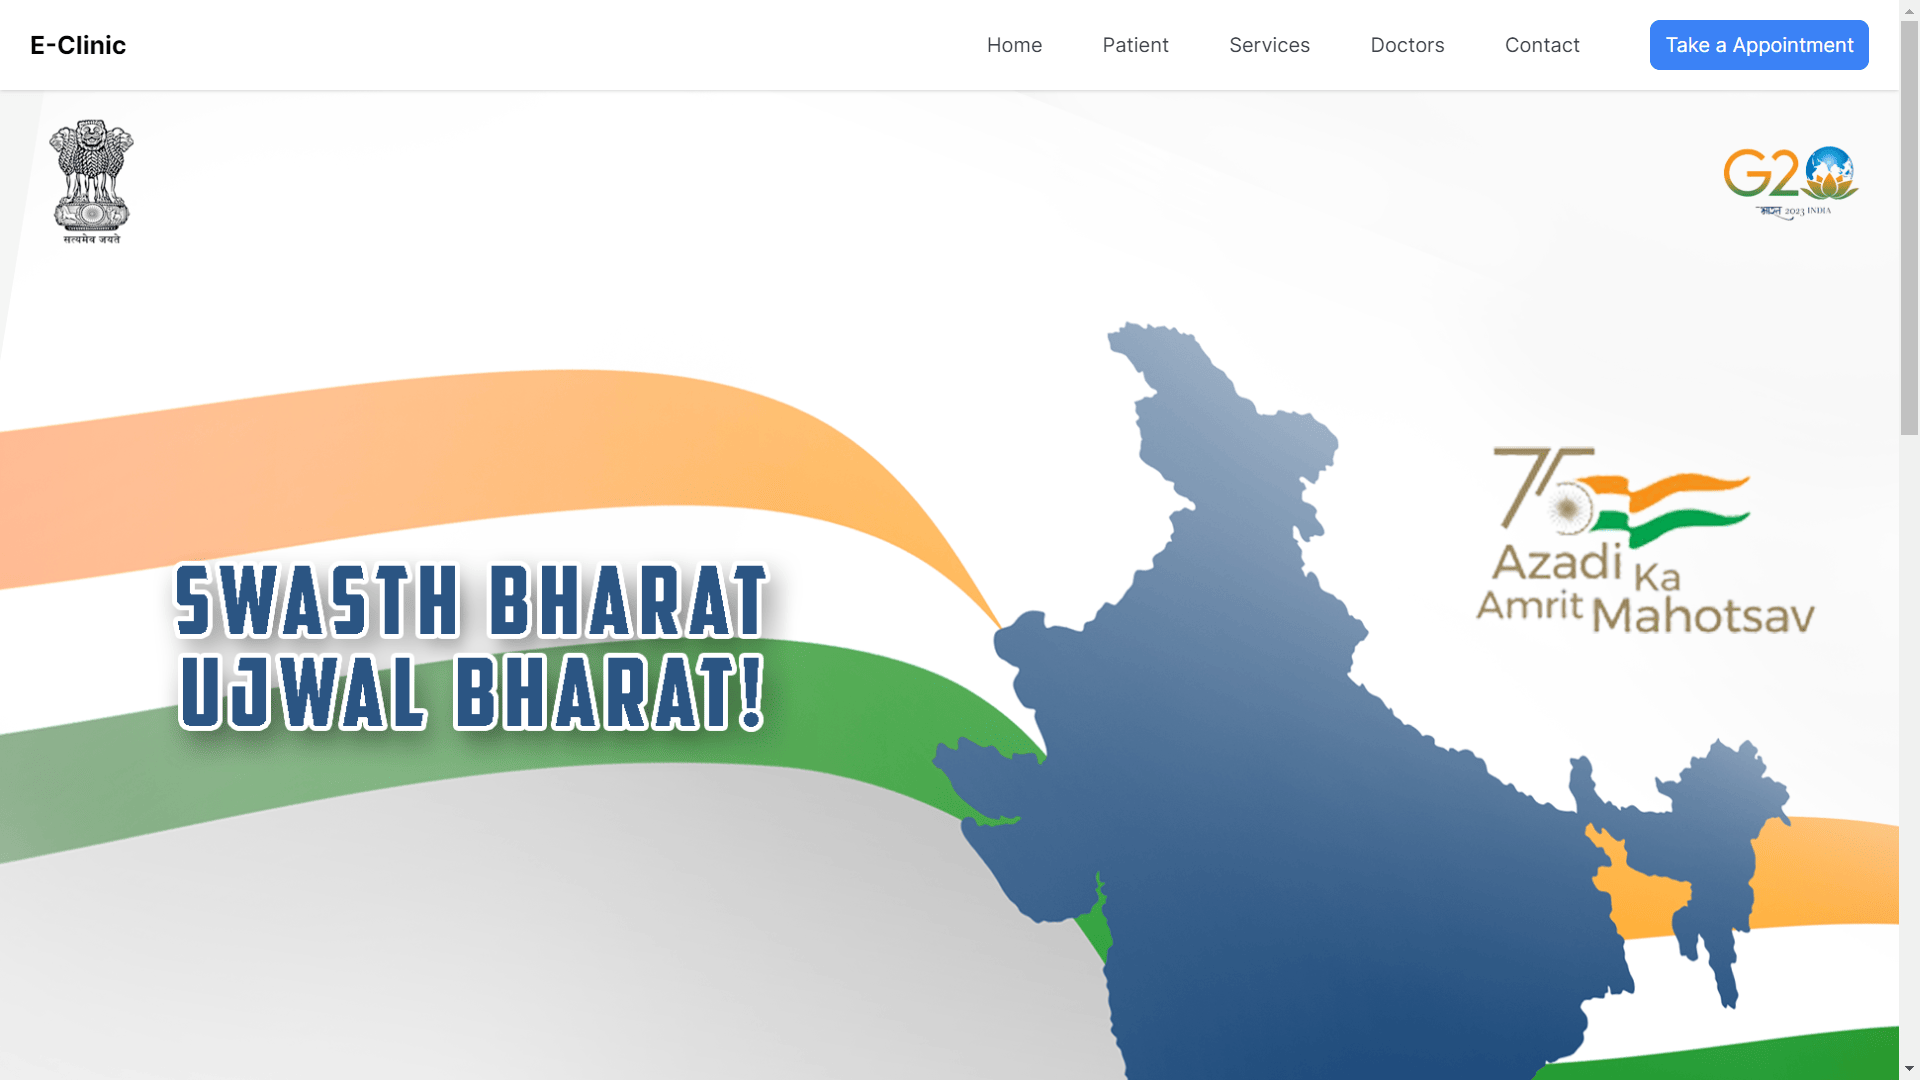 E-Clinic
Home
Patient
Services
Doctors
Contact
Take a Appointment
सत्यमेव जयते
G20
भारत 2023 INDIA
75
Azadi Ka
Amrit Mahotsav
SWASTH BHARAT
UJWAL BHARAT!